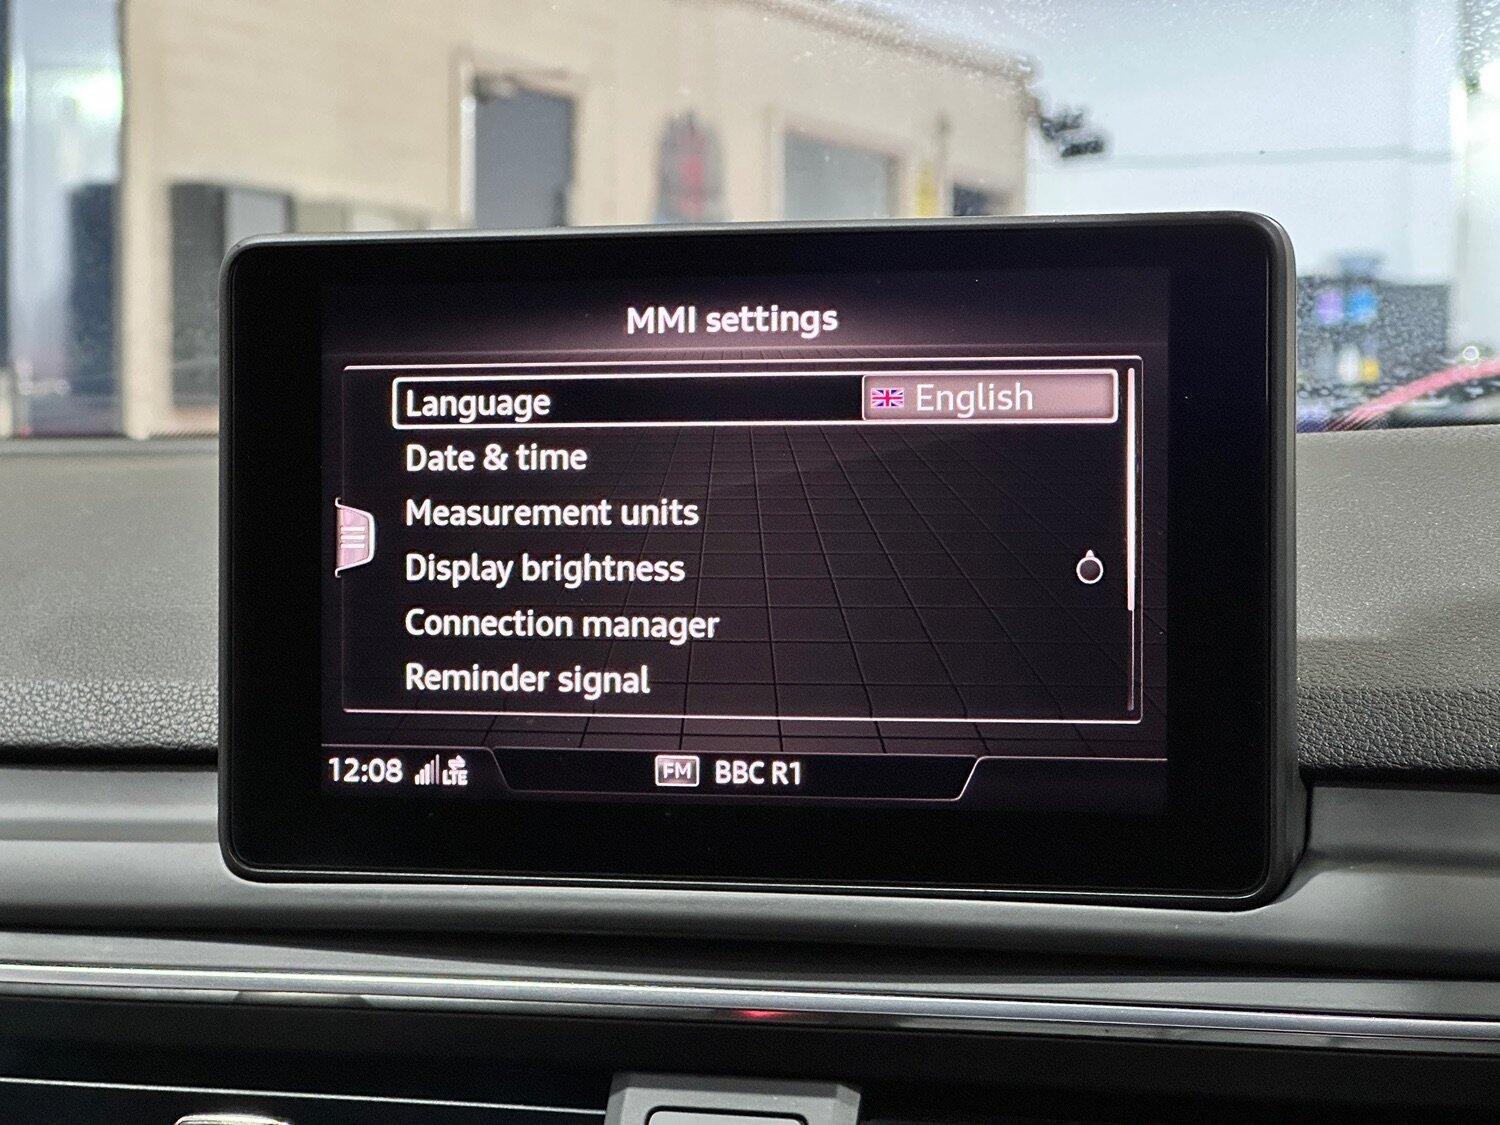 MMI settings
Language English
Date & time
Measurement units
Display brightness
Connection manager
Reminder signal
12:08 LTE FM BBC R1